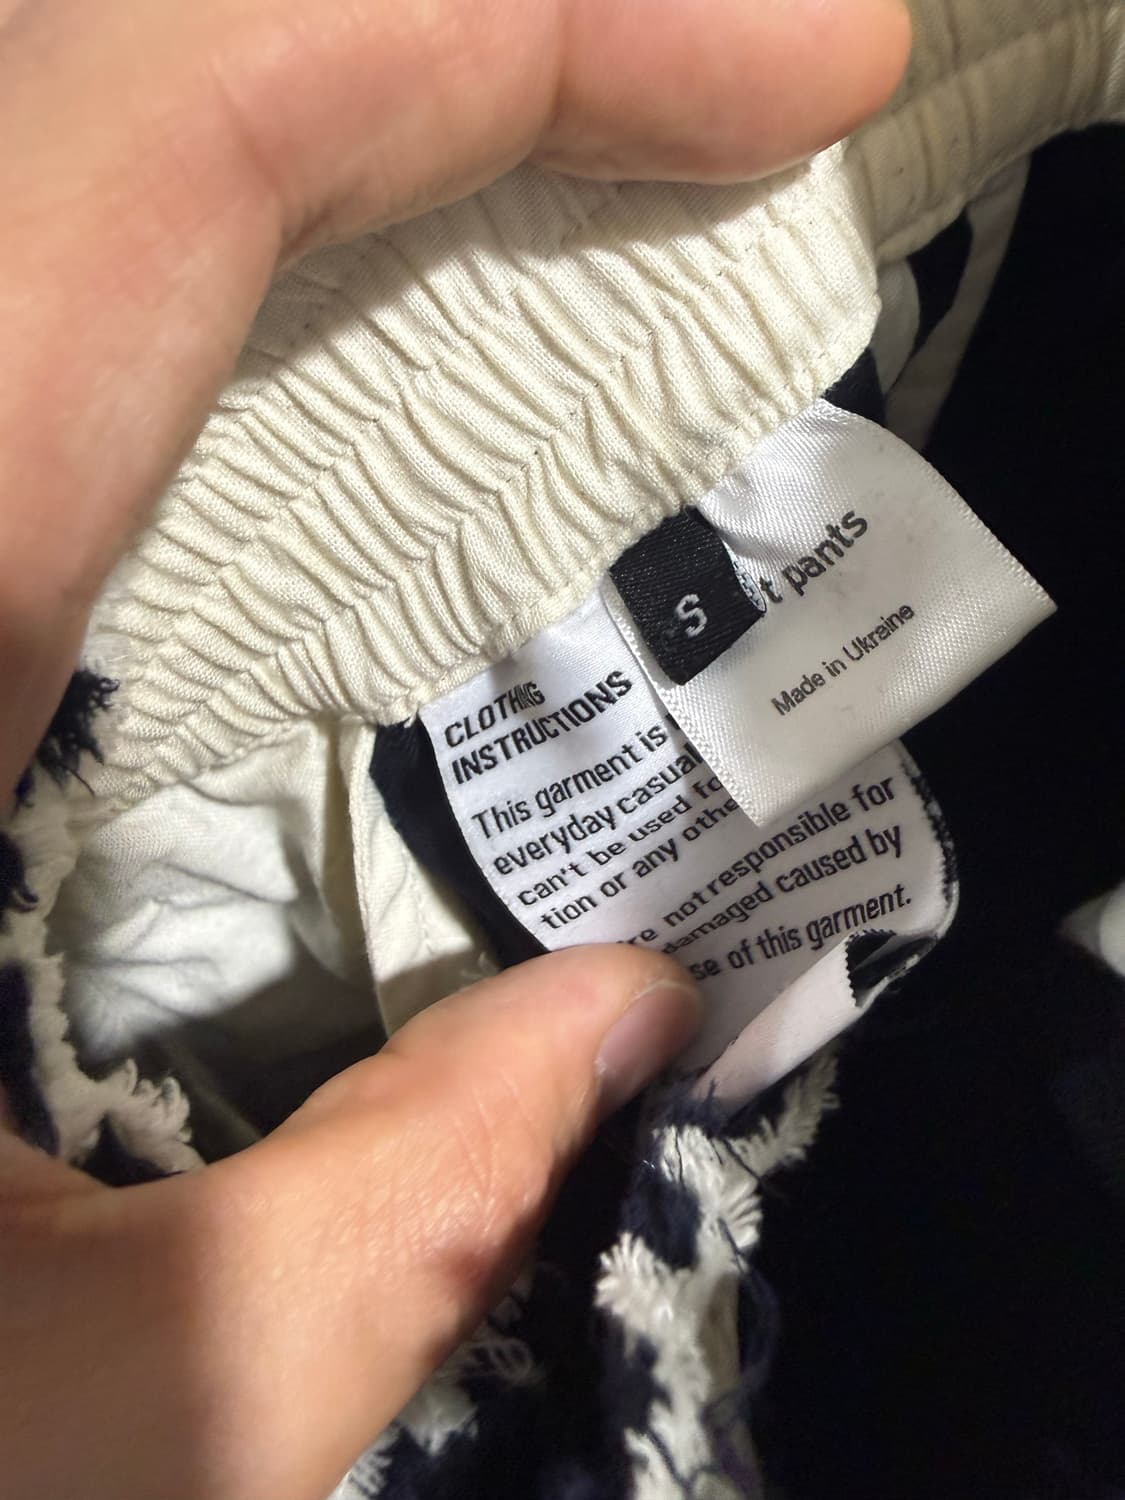 t pants
Made in Ukraine
S
CLOTHING
INSTRUCTIONS
This garment is
everyday casual
can't be used fo
tion or any othe
re not responsible for
damaged caused by
se of this garment.